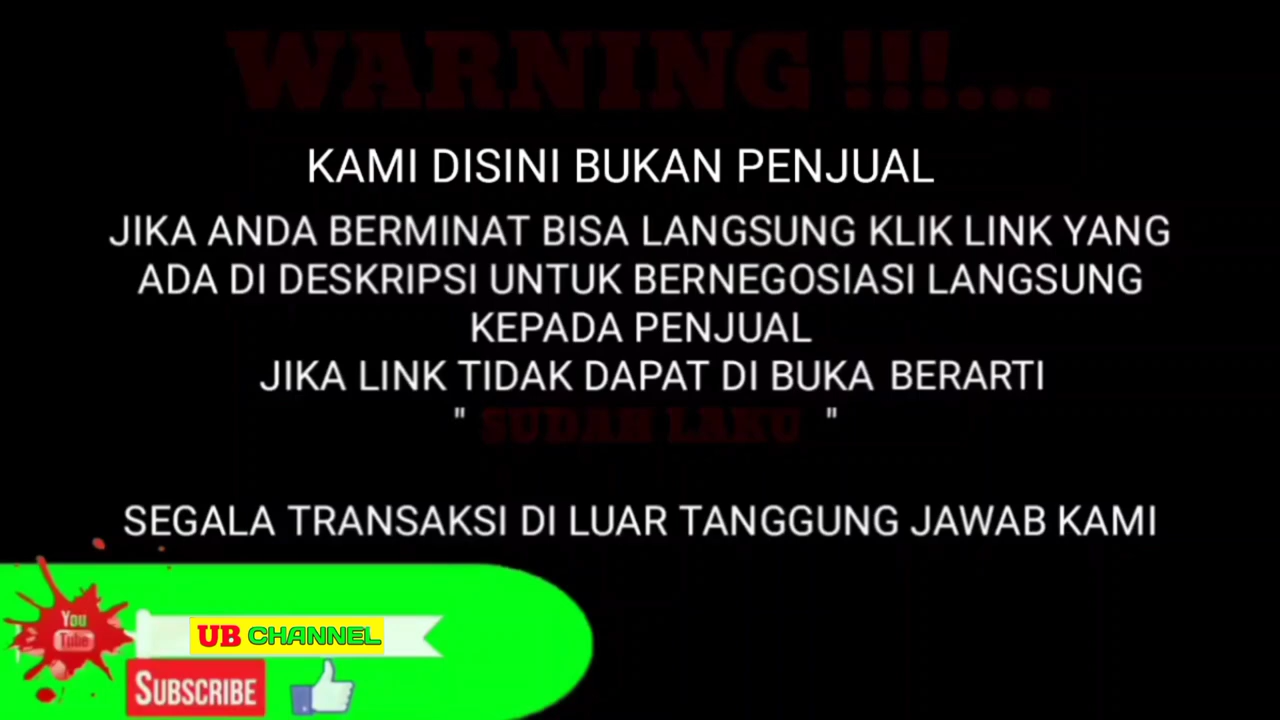 WARNING !!!...
KAMI DISINI BUKAN PENJUAL
JIKA ANDA BERMINAT BISA LANGSUNG KLIK LINK YANG
ADA DI DESKRIPSI UNTUK BERNEGOSIASI LANGSUNG
KEPADA PENJUAL
JIKA LINK TIDAK DAPAT DI BUKA BERARTI
" SUDAH LAKU "
SEGALA TRANSAKSI DI LUAR TANGGUNG JAWAB KAMI
You
Tube
UB CHANNEL
SUBSCRIBE